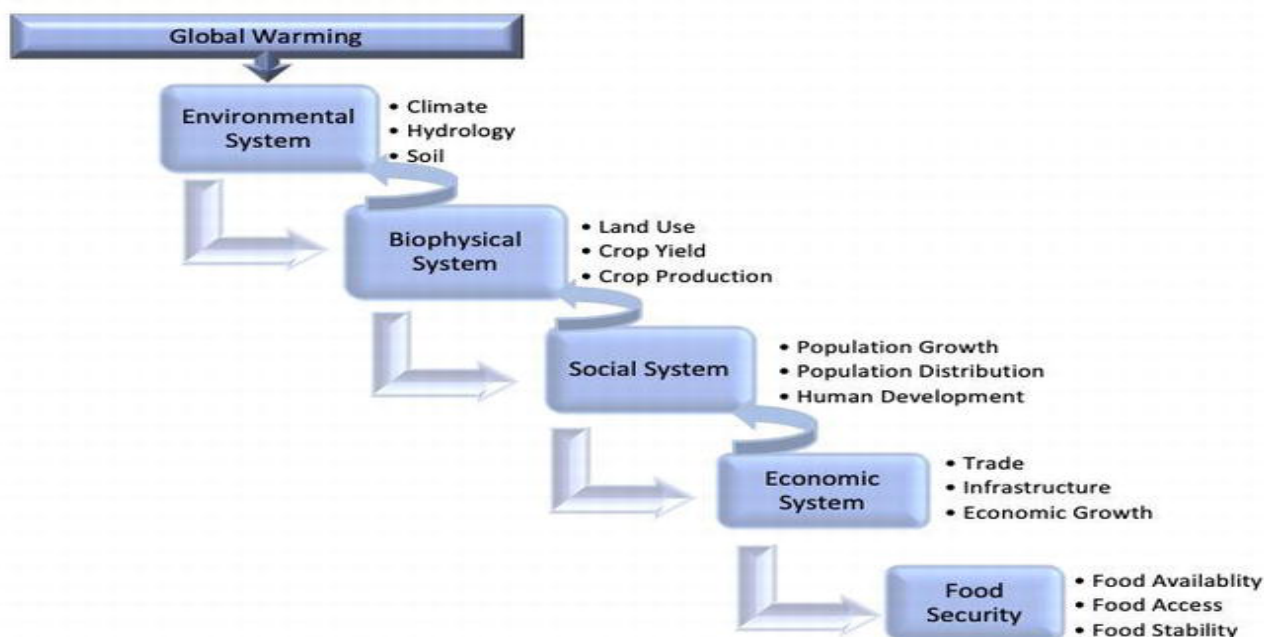 Global Warming
Environmental
System
• Climate
• Hydrology
• Soil
Biophysical
System
• Land Use
• Crop Yield
• Crop Production
Social System
• Population Growth
• Population Distribution
• Human Development
Economic
System
• Trade
• Infrastructure
• Economic Growth
Food
Security
• Food Availablity
• Food Access
• Food Stability